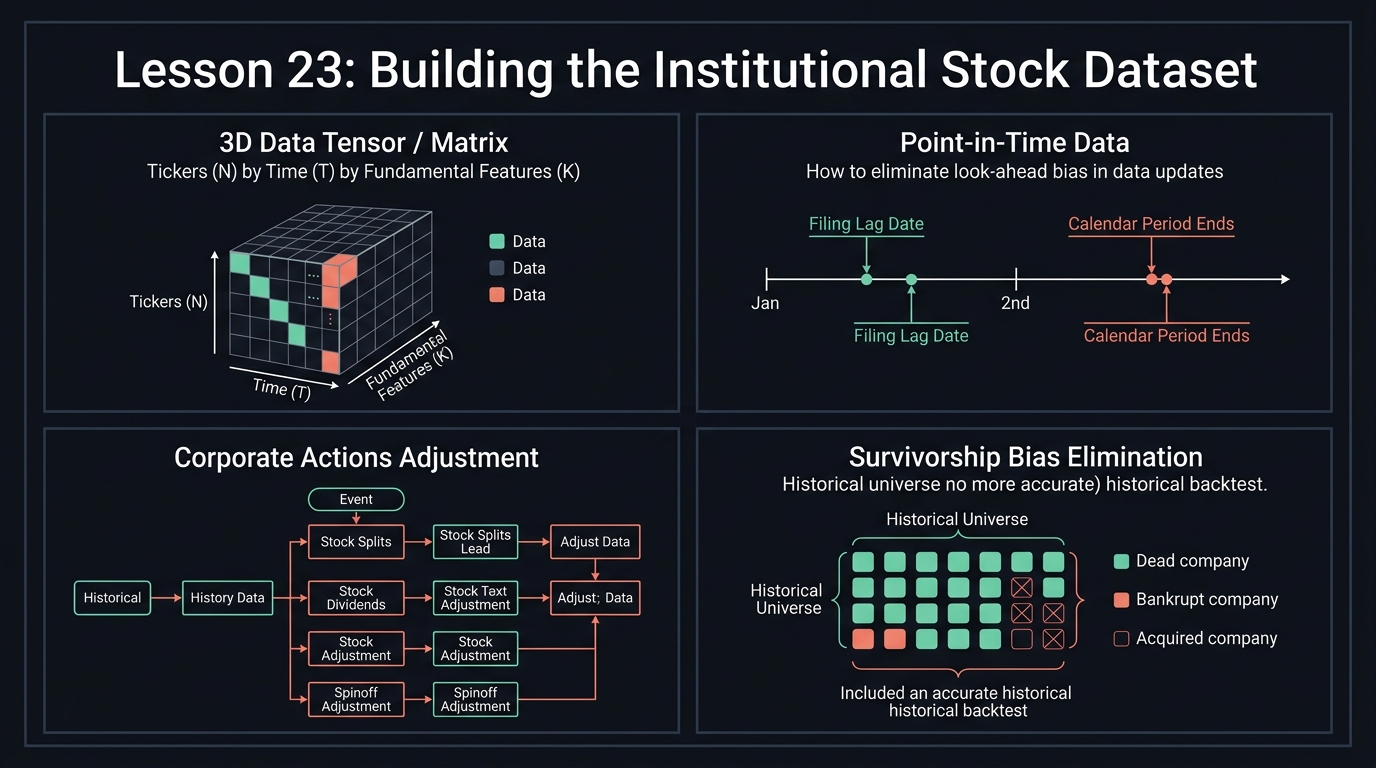 Lesson 23: Building the Institutional Stock Dataset
3D Data Tensor / Matrix
Tickers (N) by Time (T) by Fundamental Features (K)
Tickers (N)
Time (T)
Fundamental
Features (K)
Data
Data
Data
Point-in-Time Data
How to eliminate look-ahead bias in data updates
Filing Lag Date
Calendar Period Ends
Jan
2nd
Filing Lag Date
Calendar Period Ends
Corporate Actions Adjustment
Event
Stock Splits
Stock Splits
Lead
Adjust Data
Historical
History Data
Stock
Dividends
Stock Text
Adjustment
Adjust; Data
Stock
Adjustment
Stock
Adjustment
Spinoff
Adjustment
Spinoff
Adjustment
Survivorship Bias Elimination
Historical universe no more accurate) historical backtest.
Historical Universe
Historical
Universe
Dead company
Bankrupt company
Acquired company
Included an accurate historical
historical backtest